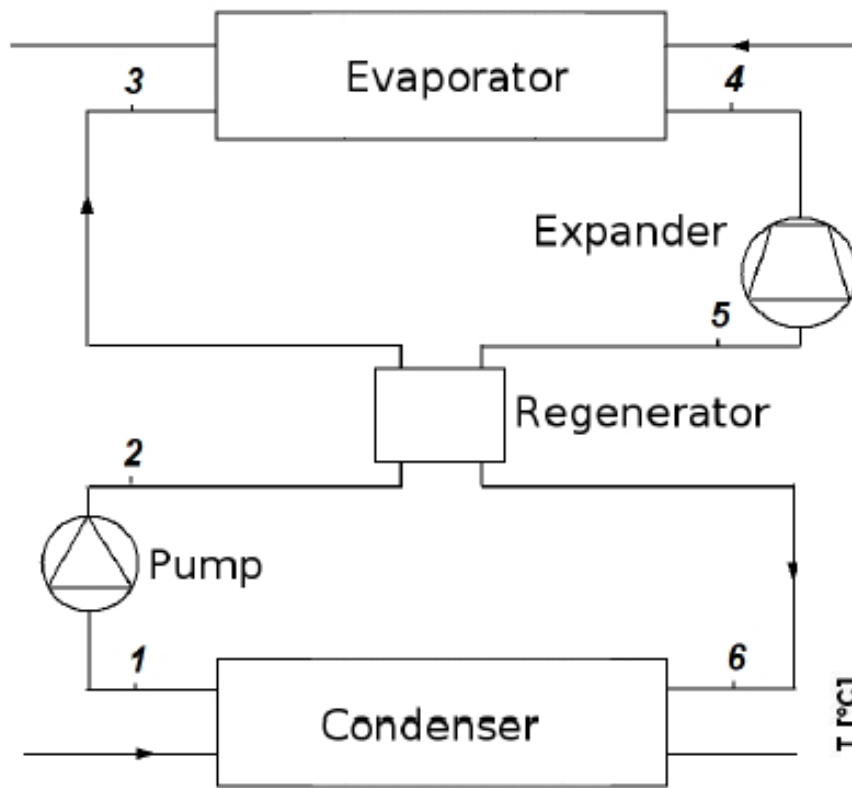 Evaporator
3
4
Expander
5
Regenerator
2
Pump
1
6
Condenser
T [°C]